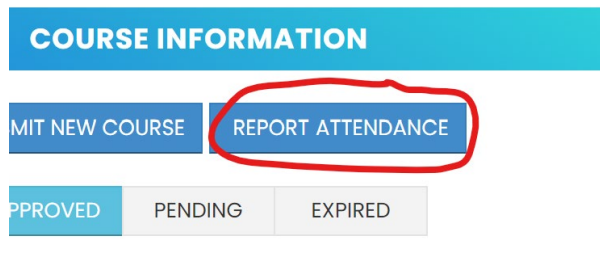 COURSE INFORMATION
MIT NEW COURSE REPORT ATTENDANCE
PPROVED PENDING EXPIRED